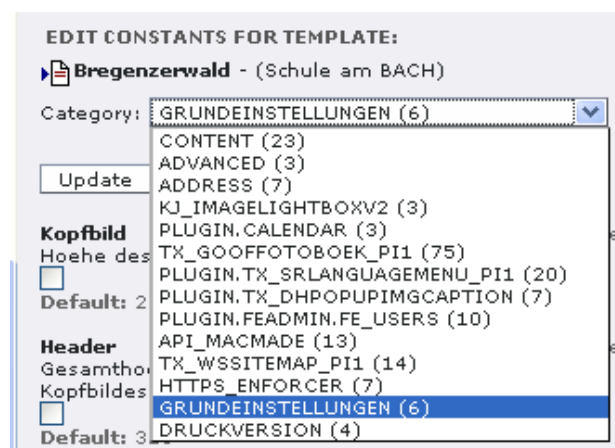 EDIT CONSTANTS FOR TEMPLATE:
Bregenzerwald - (Schule am BACH)
Category: GRUNDEINSTELLUNGEN (6)
CONTENT (23)
ADVANCED (3)
Update
ADDRESS (7)
KJ_IMAGELIGHTBOXV2 (3)
Kopfbild
PLUGIN.CALENDAR (3)
Hoehe des
TX_GOOFFOTOBOEK_PI1 (75)
PLUGIN.TX_SRLANGUAGEMENU_PI1 (20)
Default: 2
PLUGIN.TX_DHPOPUPIMGCAPTION (7)
PLUGIN.FEADMIN.FE_USERS (10)
Header
API_MACMADE (13)
TX_WSSITEMAP_PI1 (14)
Kopfbildes
HTTPS_ENFORCER (7)
GRUNDEINSTELLUNGEN (6)
Default: 3
DRUCKVERSION (4)